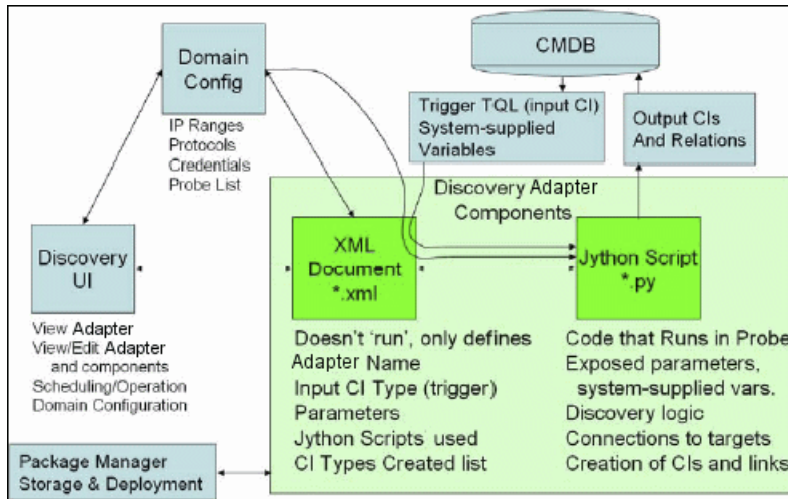 CMDB
Domain
Config
IP Ranges
Protocols
Credentials
Probe List
Trigger TQL (input CI)
System-supplied
Variables
Output CIs
And Relations
Discovery Adapter
Components
Discovery
UI
View Adapter
View/Edit Adapter
and components
Scheduling/Operation
Domain Configuration
XML
Document
*.xml
Doesn't 'run', only defines
Adapter Name
Input CI Type (trigger)
Parameters
Jython Scripts used
CI Types Created list
Jython Script
*.py
Code that Runs in Probe
Exposed parameters,
system-supplied vars.
Discovery logic
Connections to targets
Creation of CIs and links
Package Manager
Storage & Deployment